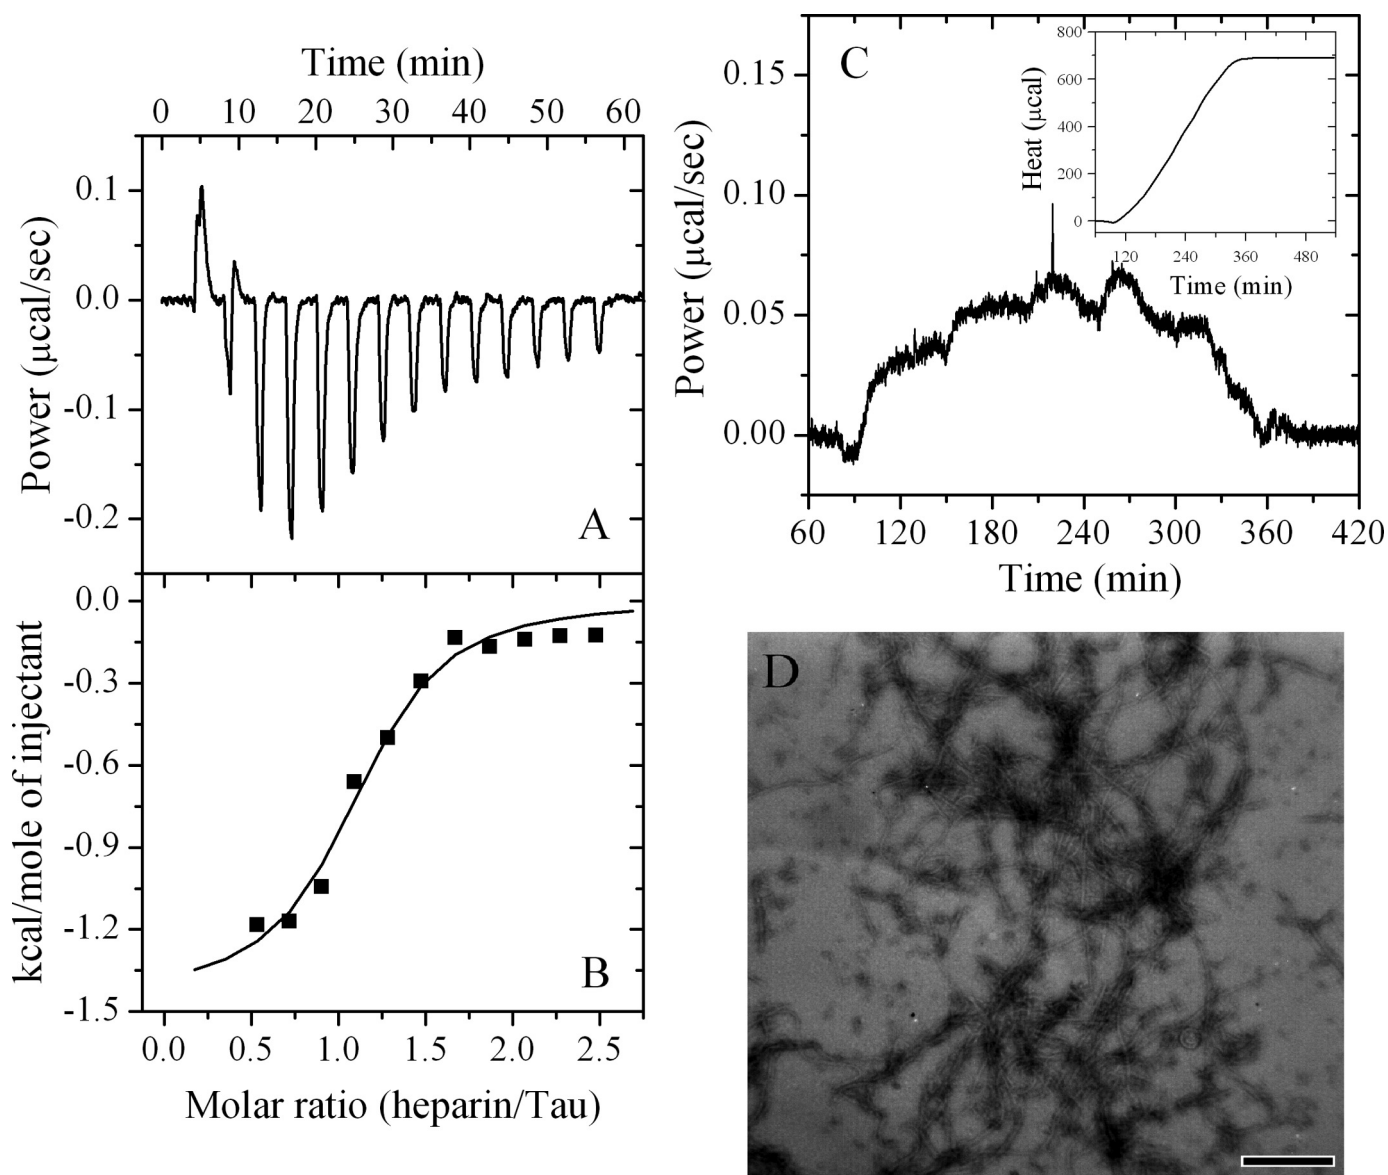 Time (min)
0 10 20 30 40 50 60
0.1
0.0
-0.1
-0.2
Power (μcal/sec)
A
0.0
-0.3
-0.6
-0.9
-1.2
-1.5
kcal/mole of injectant
B
0.0 0.5 1.0 1.5 2.0 2.5
Molar ratio (heparin/Tau)
C
0.15
0.10
0.05
0.00
Power (μcal/sec)
60 120 180 240 300 360 420
Time (min)
800
600
400
200
0
Heat (μcal)
120 240 360 480
Time (min)
D